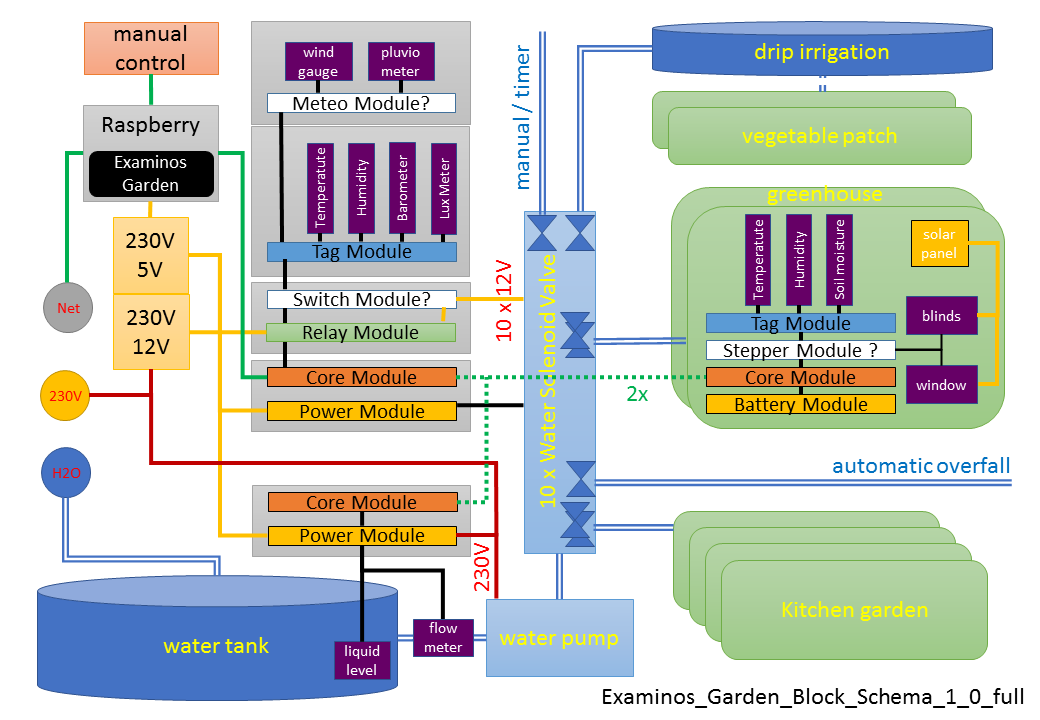 manual
control
Raspberry
Examinos
Garden
230V
5V
230V
12V
Net
230V
H2O
wind
gauge
pluvio
meter
Meteo Module?
Temperatute
Humidity
Barometer
Lux Meter
Tag Module
Switch Module?
Relay Module
Core Module
Power Module
Core Module
Power Module
10 x 12V
230V
manual / timer
10 x Water Solenoid Valve
drip irrigation
vegetable patch
greenhouse
Temperatute
Humidity
Soil moisture
solar
panel
blinds
window
Tag Module
Stepper Module ?
Core Module
Battery Module
2x
automatic overfall
Kitchen garden
water tank
liquid
level
flow
meter
water pump
Examinos_Garden_Block_Schema_1_0_full